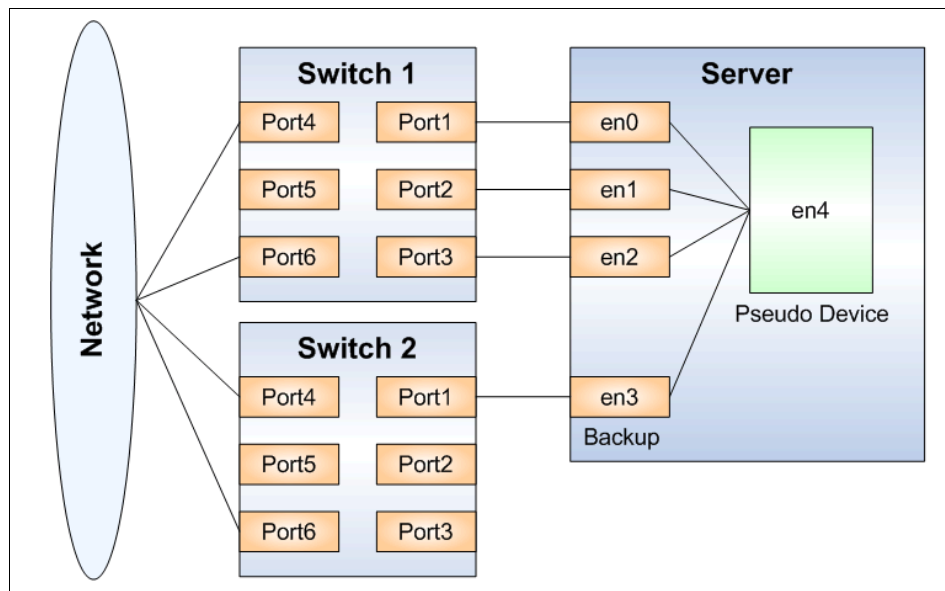 Network
Switch 1
Port4
Port1
Port5
Port2
Port6
Port3
Switch 2
Port4
Port1
Port5
Port2
Port6
Port3
Server
en0
en1
en2
en4
Pseudo Device
en3
Backup